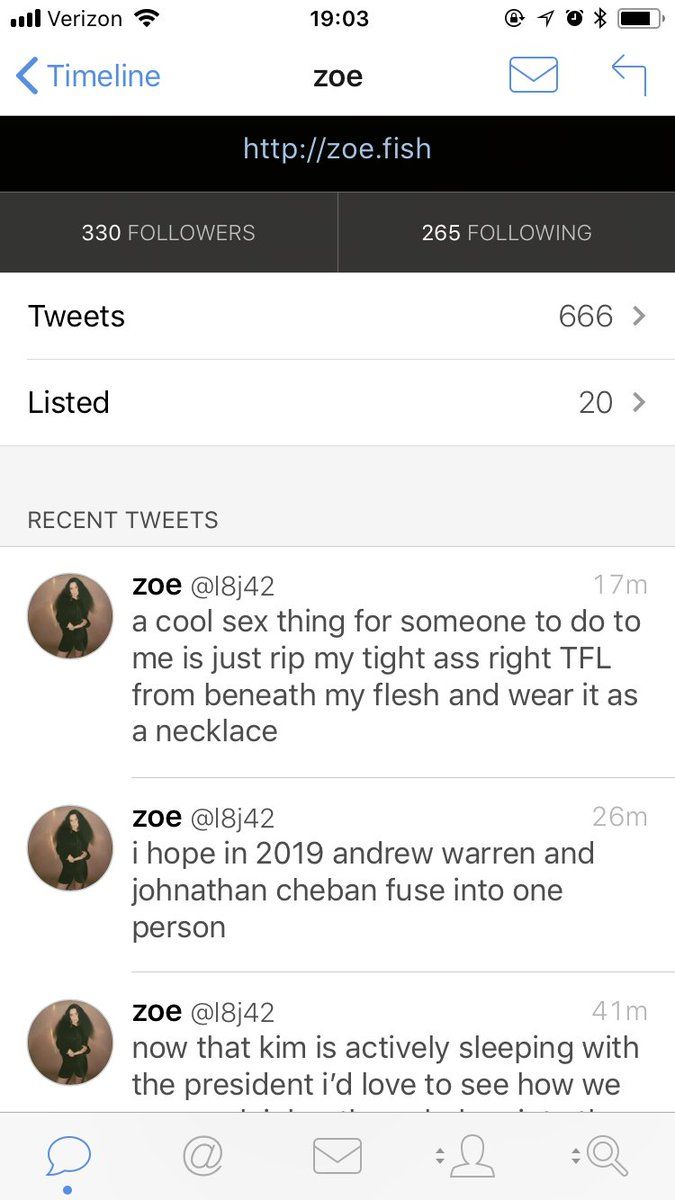 Verizon 19:03
Timeline zoe
http://zoe.fish
330 FOLLOWERS 265 FOLLOWING
Tweets 666
Listed 20
RECENT TWEETS
zoe @l8j42 17m
a cool sex thing for someone to do to
me is just rip my tight ass right TFL
from beneath my flesh and wear it as
a necklace
zoe @l8j42 26m
i hope in 2019 andrew warren and
johnathan cheban fuse into one
person
zoe @l8j42 41m
now that kim is actively sleeping with
the president i’d love to see how we